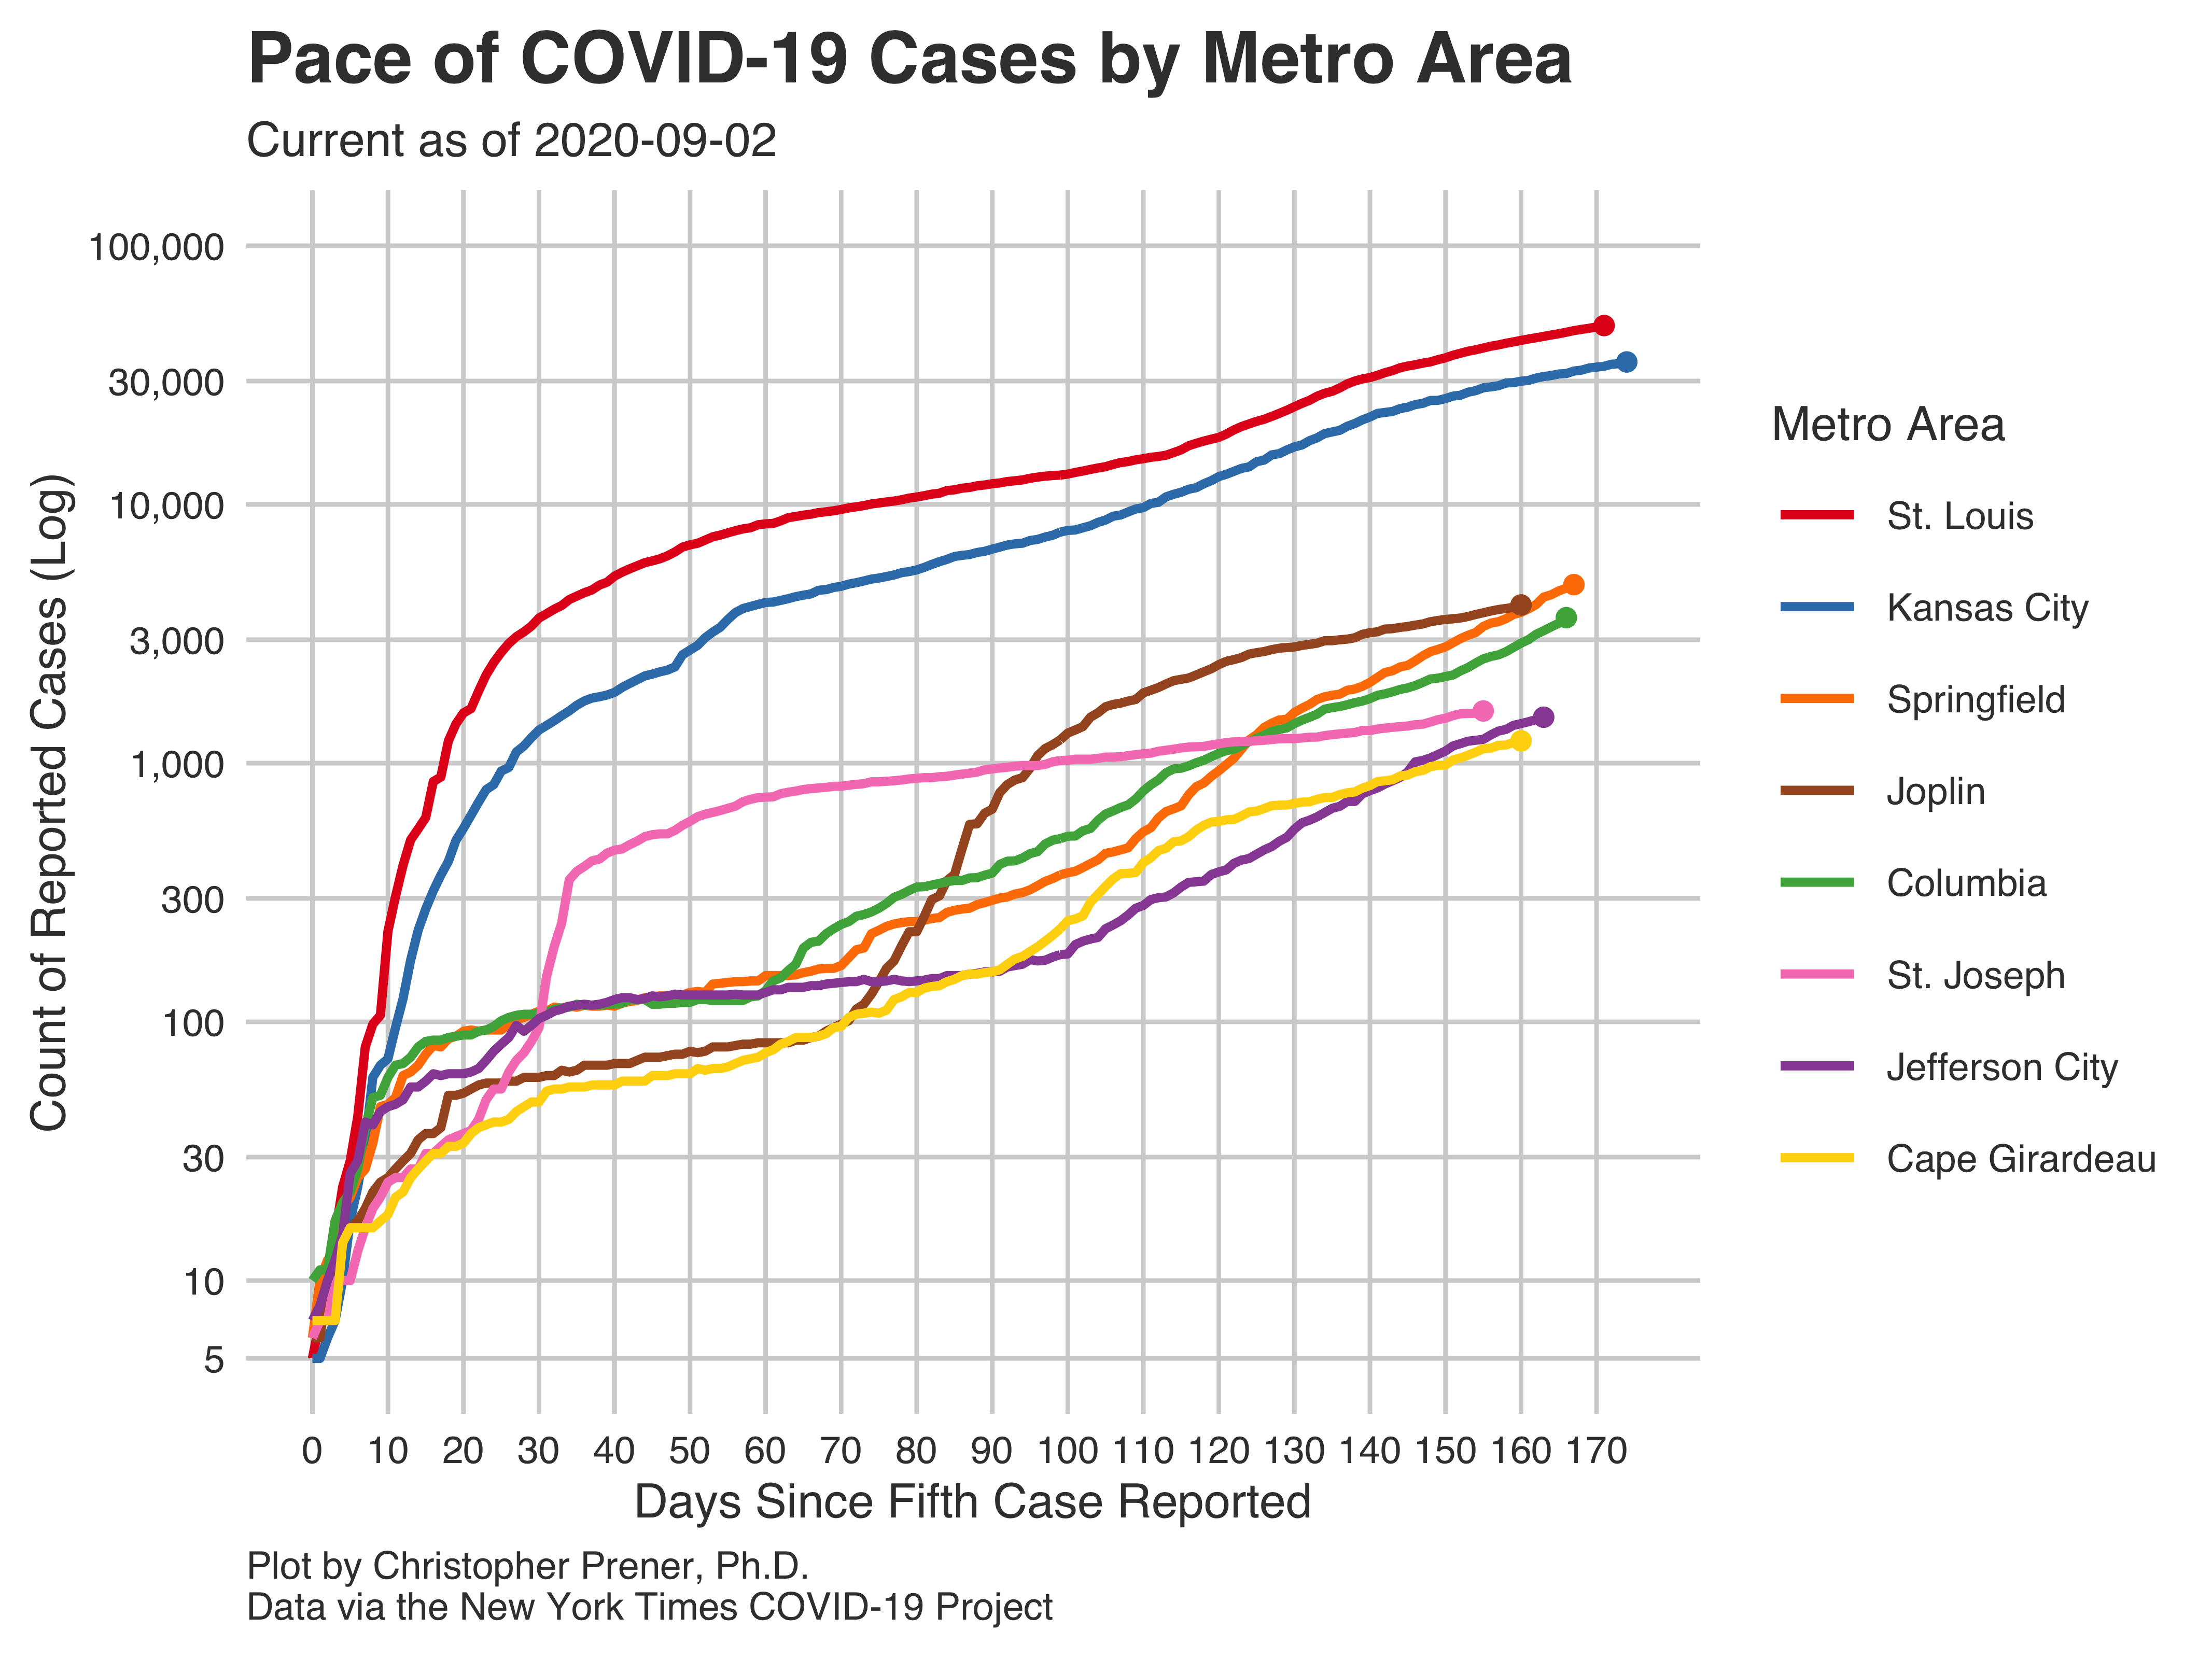 Pace of COVID-19 Cases by Metro Area
Current as of 2020-09-02
Count of Reported Cases (Log)
100,000
30,000
10,000
3,000
1,000
300
100
30
10
5
0 10 20 30 40 50 60 70 80 90 100 110 120 130 140 150 160 170
Days Since Fifth Case Reported
Metro Area
St. Louis
Kansas City
Springfield
Joplin
Columbia
St. Joseph
Jefferson City
Cape Girardeau
Plot by Christopher Prener, Ph.D.
Data via the New York Times COVID-19 Project